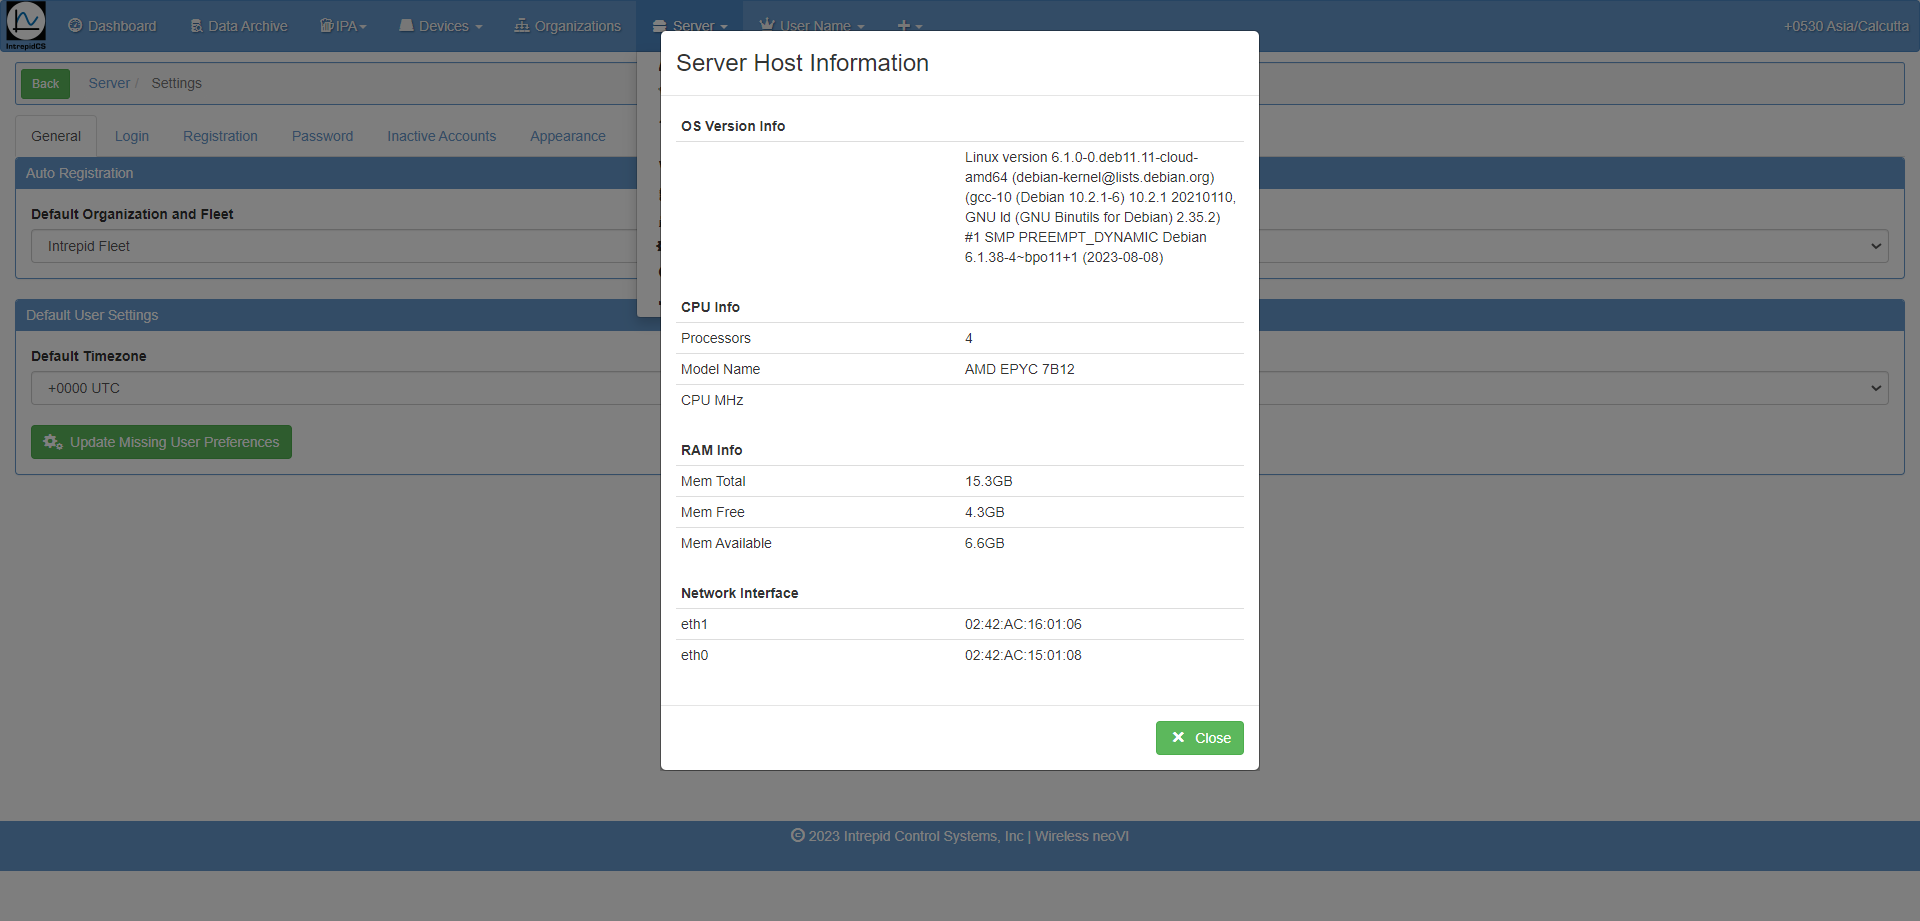 IntrepidCS
Dashboard
Data Archive
IPA
Devices
Organizations
Server
User Name
+0530 Asia/Calcutta
Back
Server / Settings
General
Login
Registration
Password
Inactive Accounts
Appearance
Auto Registration
Default Organization and Fleet
Intrepid Fleet
Default User Settings
Default Timezone
+0000 UTC
Update Missing User Preferences
Server Host Information
OS Version Info
Linux version 6.1.0-0.deb11.11-cloud-
amd64 (debian-kernel@lists.debian.org)
(gcc-10 (Debian 10.2.1-6) 10.2.1 20210110,
GNU ld (GNU Binutils for Debian) 2.35.2)
#1 SMP PREEMPT_DYNAMIC Debian
6.1.38-4~bpo11+1 (2023-08-08)
CPU Info
Processors 4
Model Name AMD EPYC 7B12
CPU MHz
RAM Info
Mem Total 15.3GB
Mem Free 4.3GB
Mem Available 6.6GB
Network Interface
eth1 02:42:AC:16:01:06
eth0 02:42:AC:15:01:08
Close
© 2023 Intrepid Control Systems, Inc | Wireless neoVI